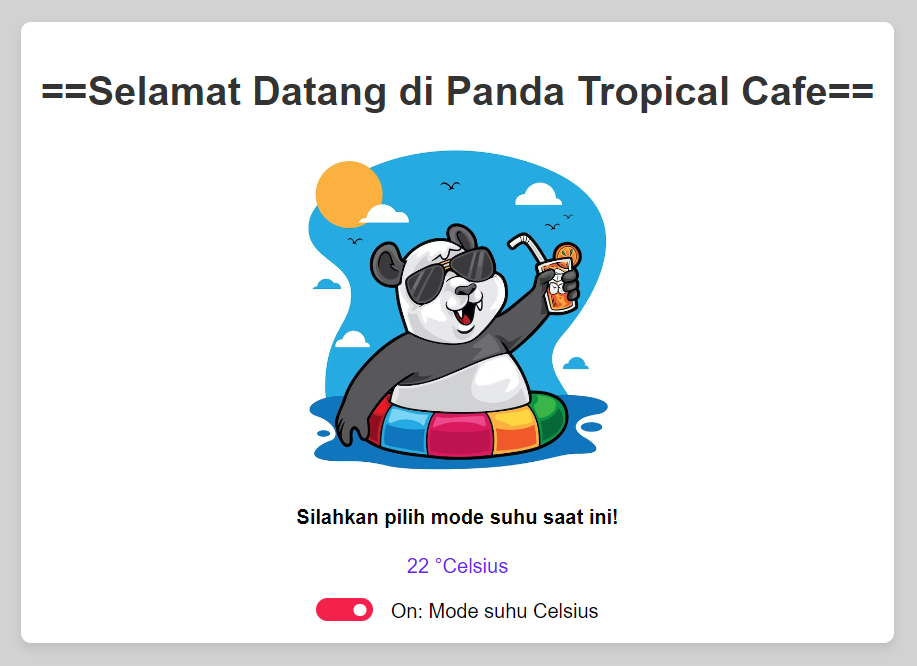 ==Selamat Datang di Panda Tropical Cafe==
Silahkan pilih mode suhu saat ini!
22 °Celsius
On: Mode suhu Celsius